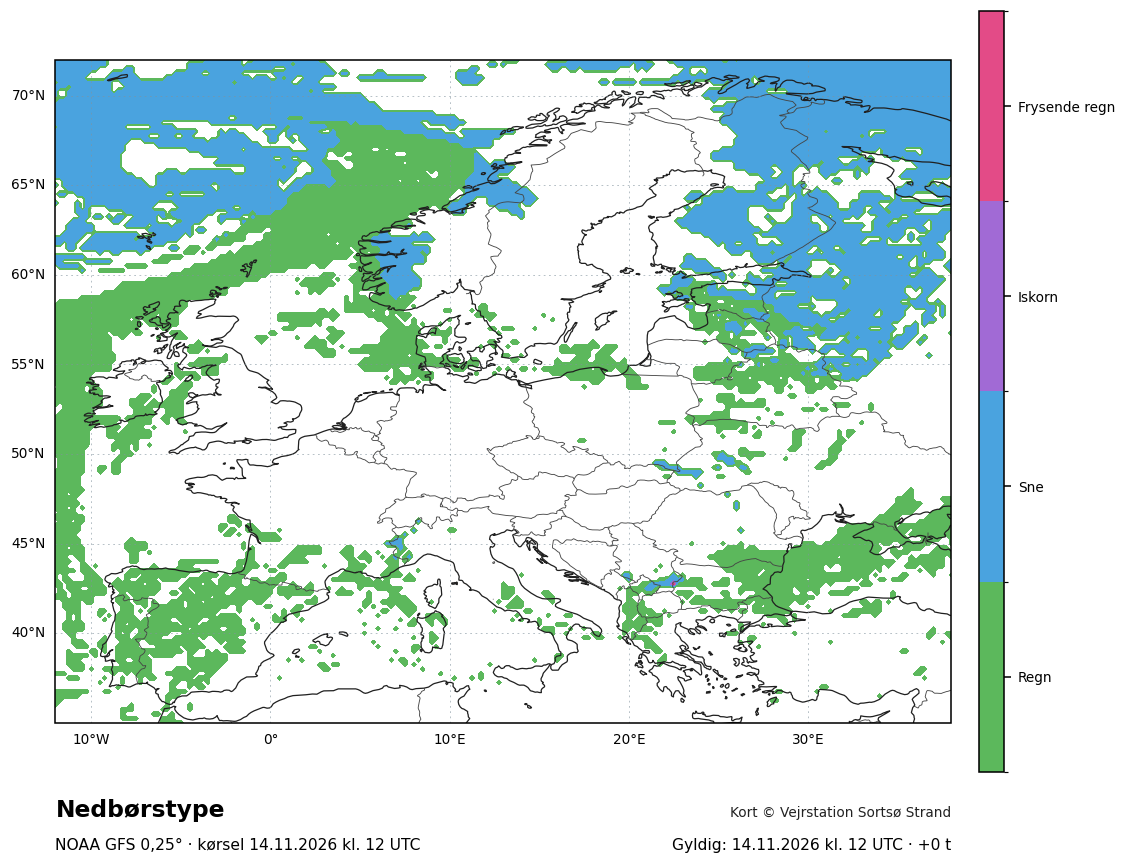 70°N
65°N
60°N
55°N
50°N
45°N
40°N
10°W
0°
10°E
20°E
30°E
Frysende regn
Iskorn
Sne
Regn
Nedbørstype
Kort © Vejrstation Sortsø Strand
NOAA GFS 0,25° · kørsel 14.11.2026 kl. 12 UTC
Gyldig: 14.11.2026 kl. 12 UTC · +0 t